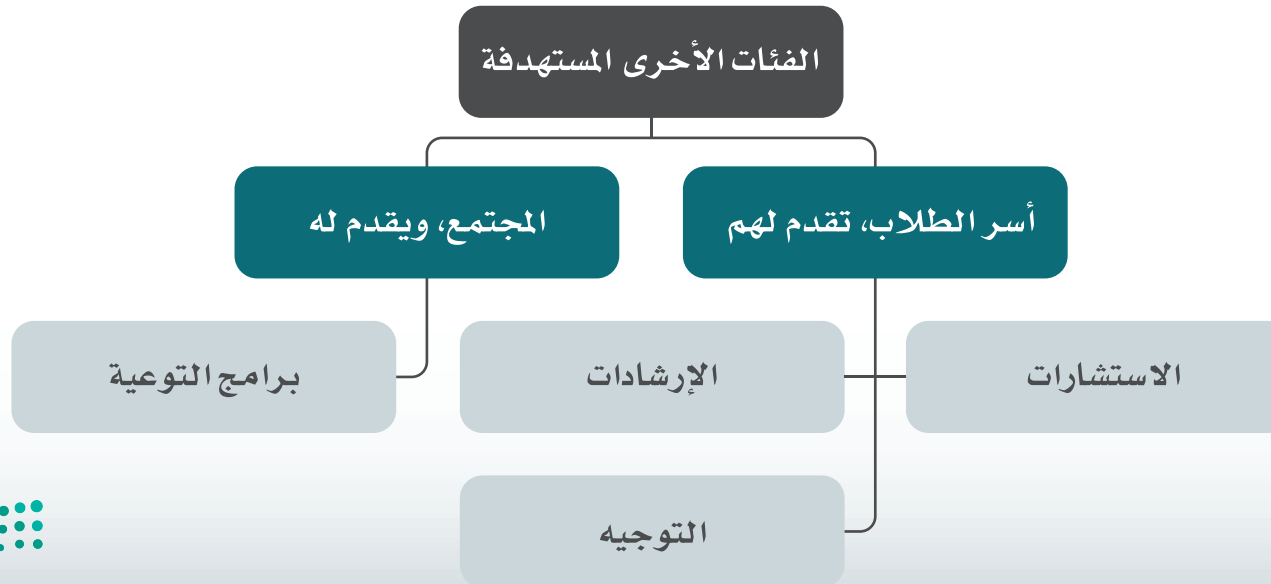 الفئات الأخرى المستهدفة
أسر الطلاب، تقدم لهم
المجتمع، ويقدم له
الاستشارات
الإرشادات
برامج التوعية
التوجيه